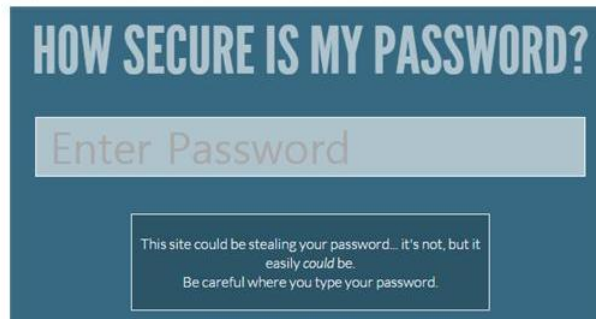 HOW SECURE IS MY PASSWORD?
Enter Password
This site could be stealing your password... it's not, but it
easily could be.
Be careful where you type your password.